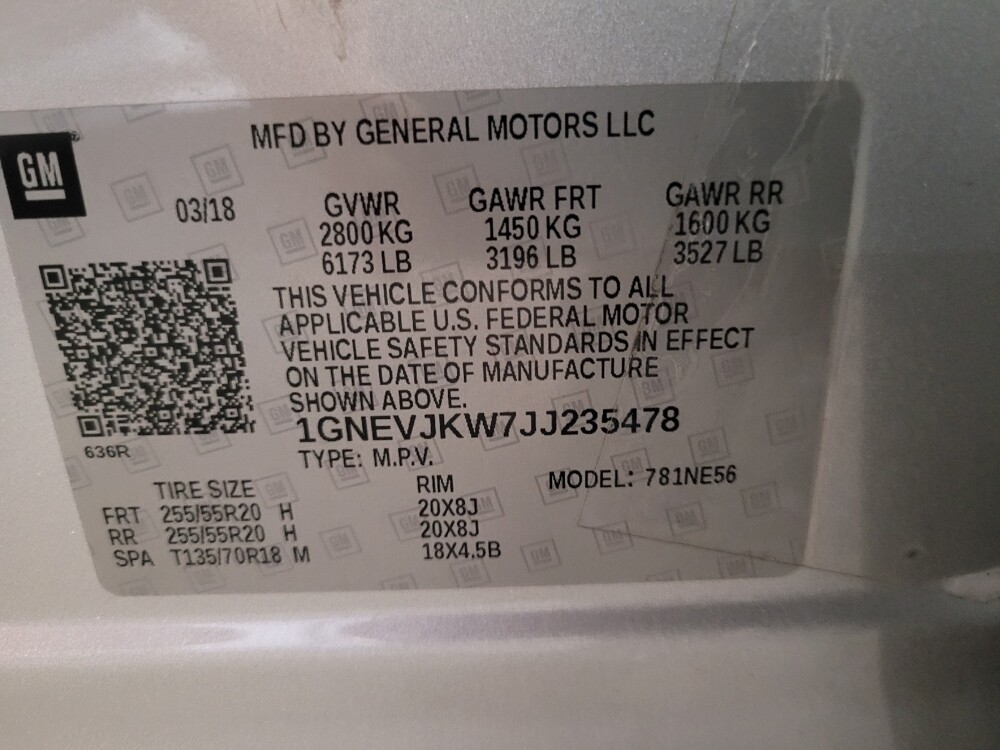 GM
MFD BY GENERAL MOTORS LLC
03/18 GVWR GAWR FRT GAWR RR
2800 KG 1450 KG 1600 KG
6173 LB 3196 LB 3527 LB
THIS VEHICLE CONFORMS TO ALL
APPLICABLE U.S. FEDERAL MOTOR
VEHICLE SAFETY STANDARDS IN EFFECT
ON THE DATE OF MANUFACTURE
SHOWN ABOVE.
1GNEVJKW7JJ235478
636R
TYPE: M.P.V. MODEL: 781NE56
TIRE SIZE RIM
FRT 255/55R20 H 20X8J
RR 255/55R20 H 20X8J
SPA T135/70R18 M 18X4.5B